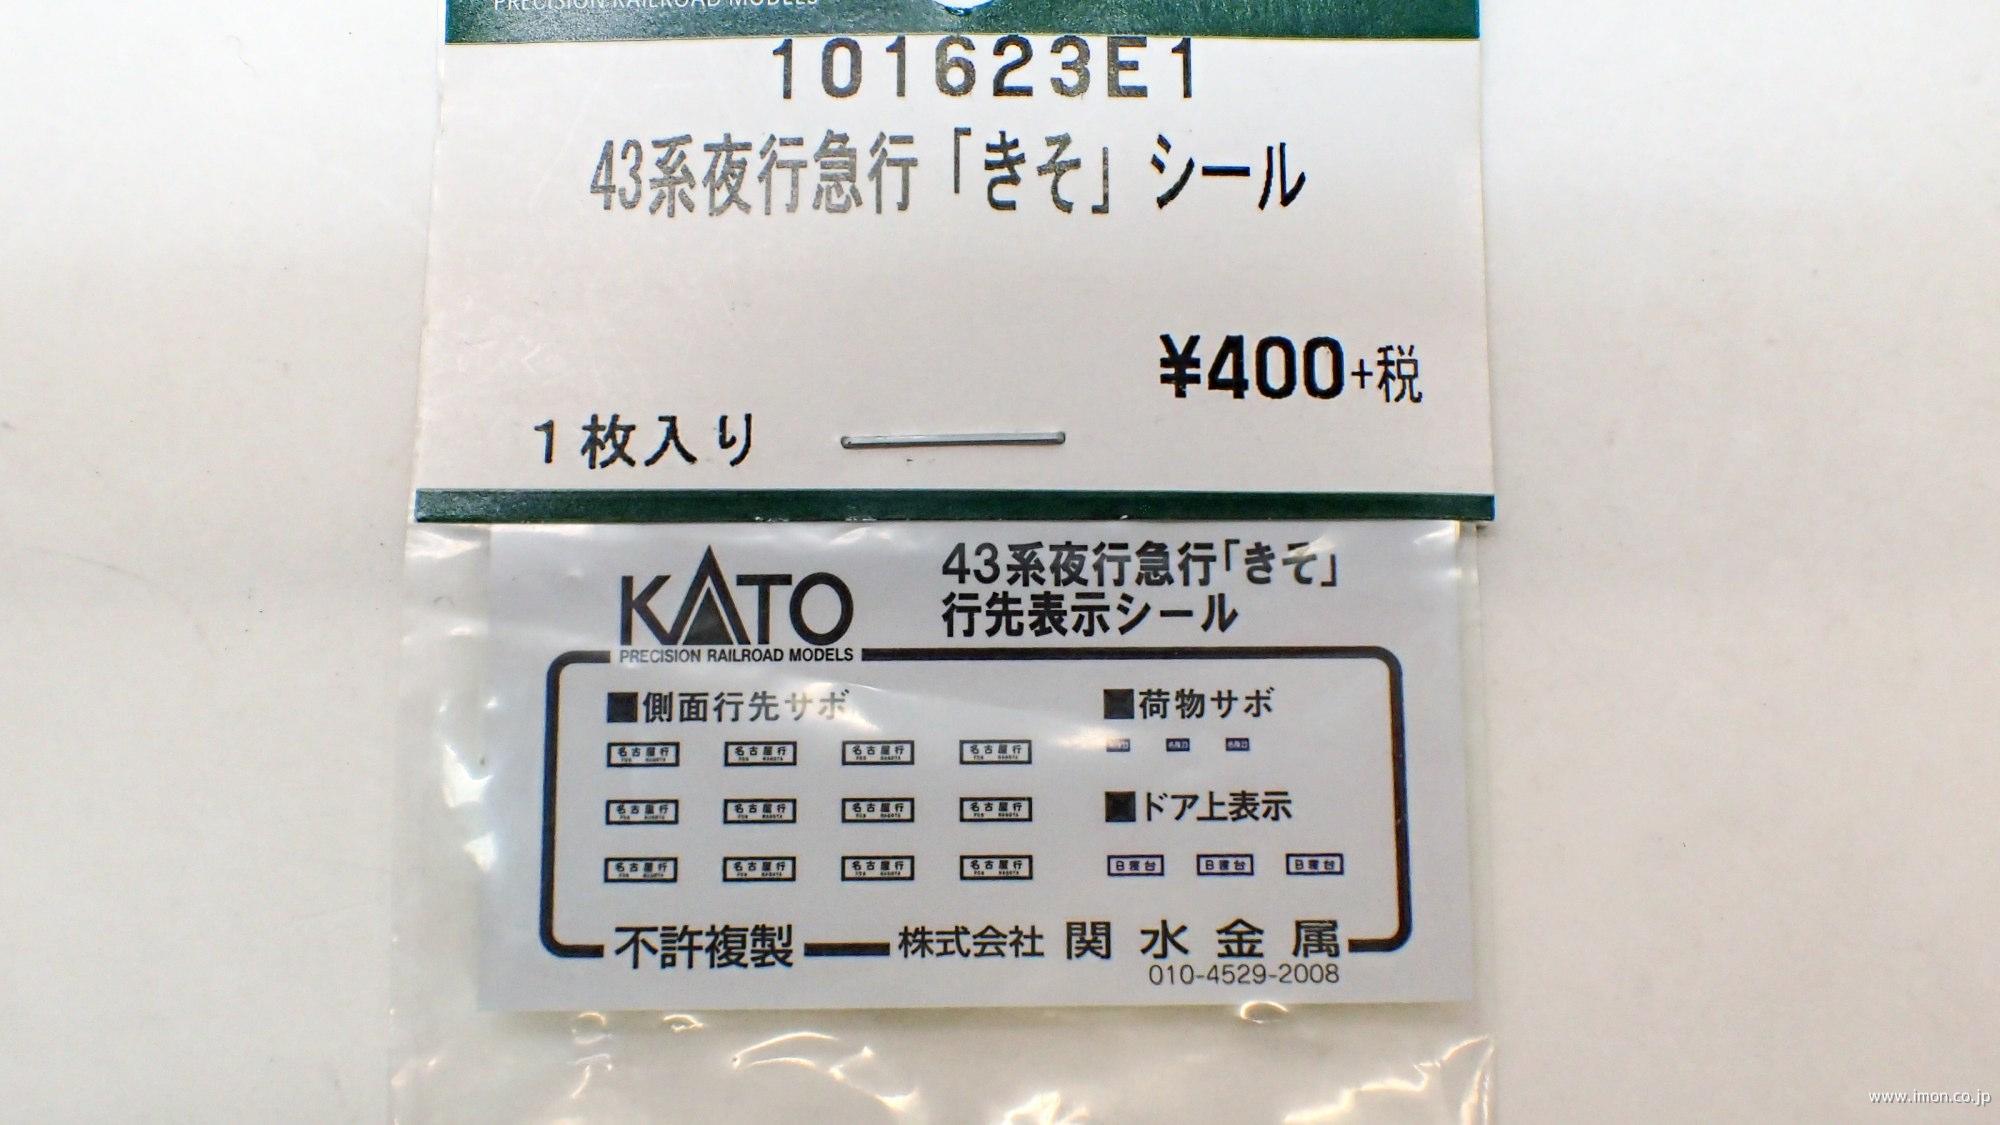 PRECISION RAILROAD MODELS
101623E1
43系夜行急行「きそ」シール
¥400+税
1枚入り
KATO
PRECISION RAILROAD MODELS
43系夜行急行「きそ」
行先表示シール
■側面行先サボ
■荷物サボ
名古屋行 名古屋行 名古屋行 名古屋行
名古屋行 名古屋行 名古屋行 名古屋行
■ドア上表示
名古屋行 名古屋行 名古屋行 名古屋行
B寝台 B寝台 B寝台
不許複製
株式会社 関水金属
010-4529-2008
www.imon.co.jp